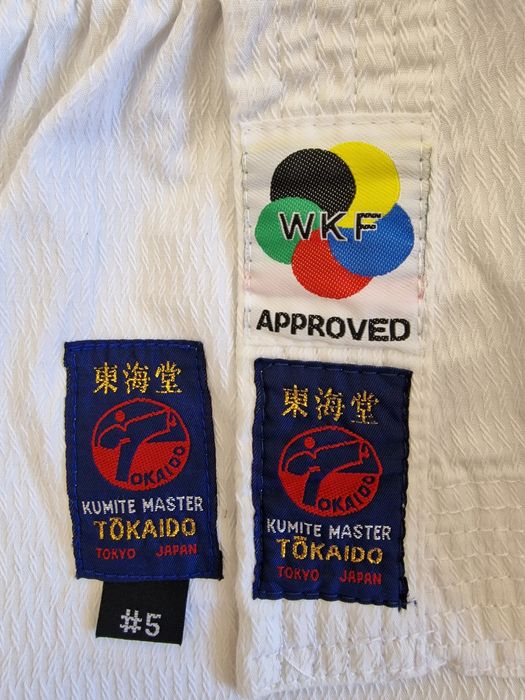 WKF
APPROVED
東海堂
TOKAIDO
KUMITE MASTER
TŌKAIDO
TOKYO JAPAN
#5
東海堂
TOKAIDO
KUMITE MASTER
TŌKAIDO
TOKYO JAPAN